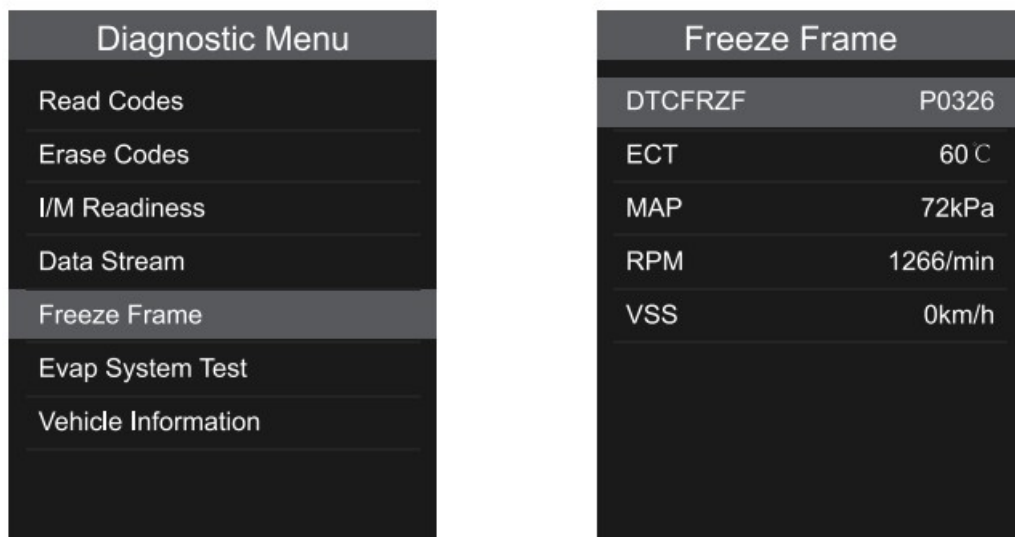 Diagnostic Menu
Read Codes
Erase Codes
I/M Readiness
Data Stream
Freeze Frame
Evap System Test
Vehicle Information
Freeze Frame
DTCFRZF P0326
ECT 60℃
MAP 72kPa
RPM 1266/min
VSS 0km/h